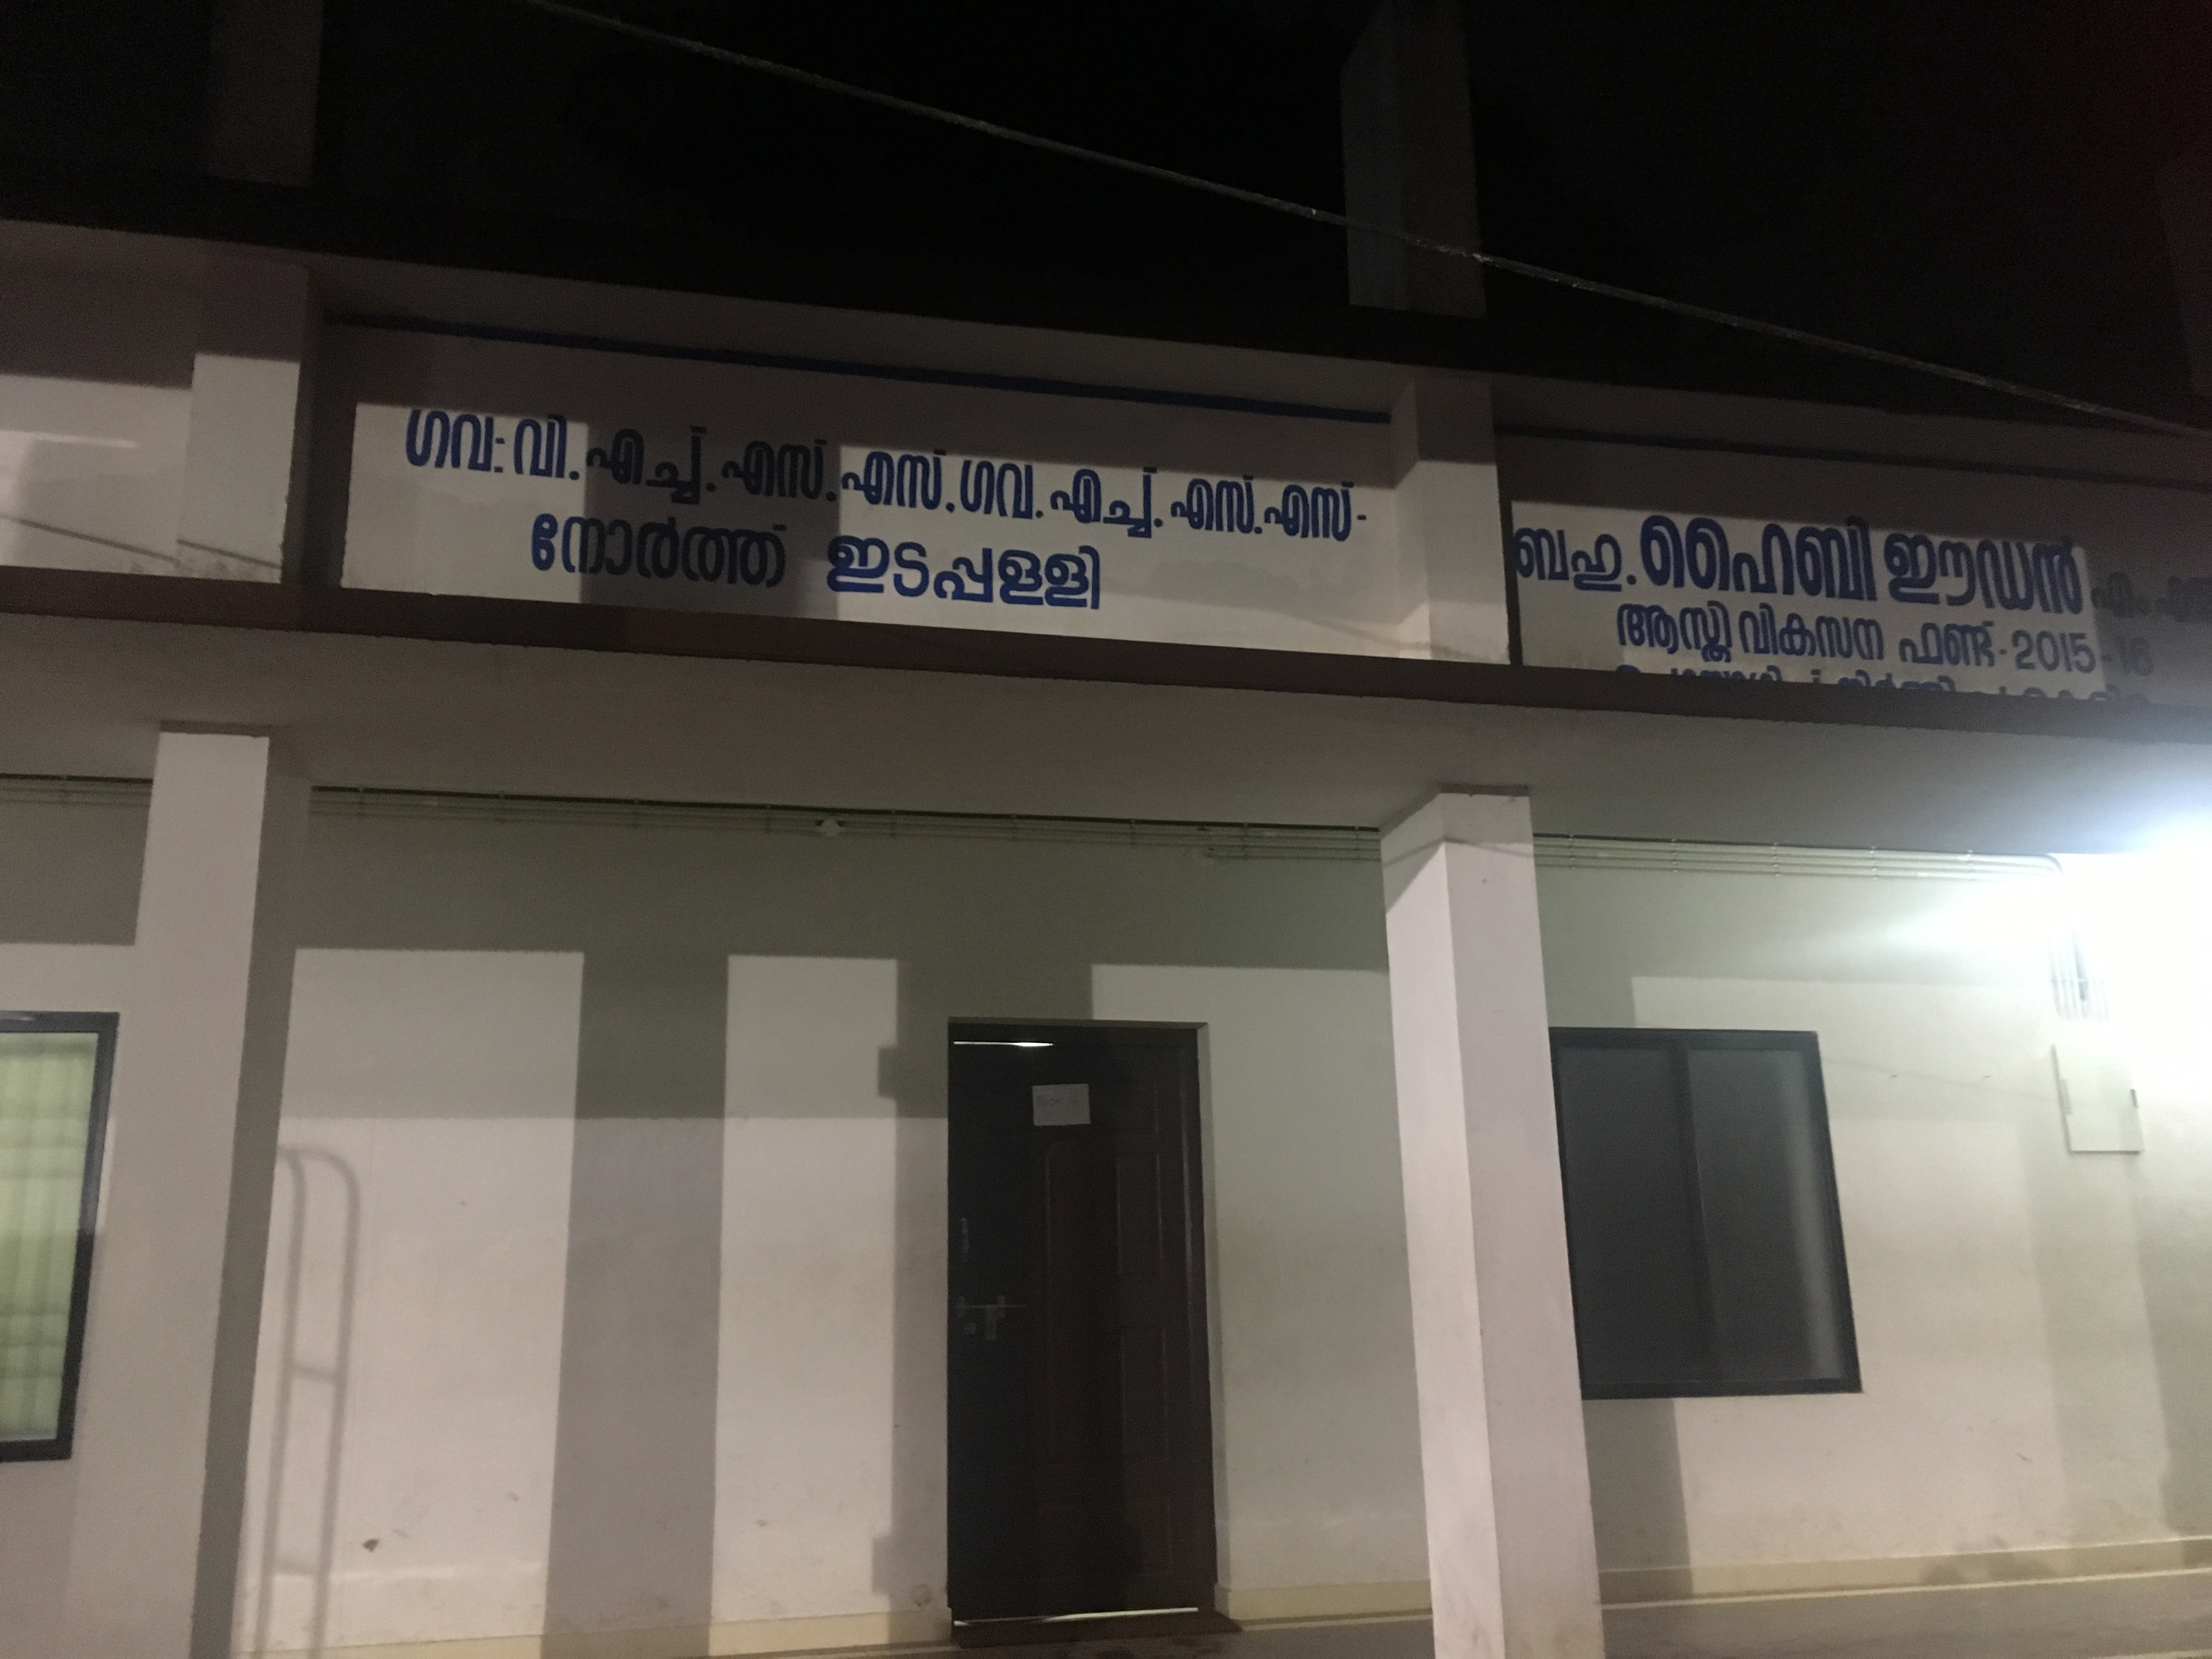 ഗവ:വി.എച്ച്.എസ്.എസ്.ഗവ.എച്ച്.എസ്.എസ്-
നോർത്ത് ഇടപ്പള്ളി
ബഹു.ഹൈബി ഈഡൻ എം.
ആസ്തി വികസന ഫണ്ട്-2015-16